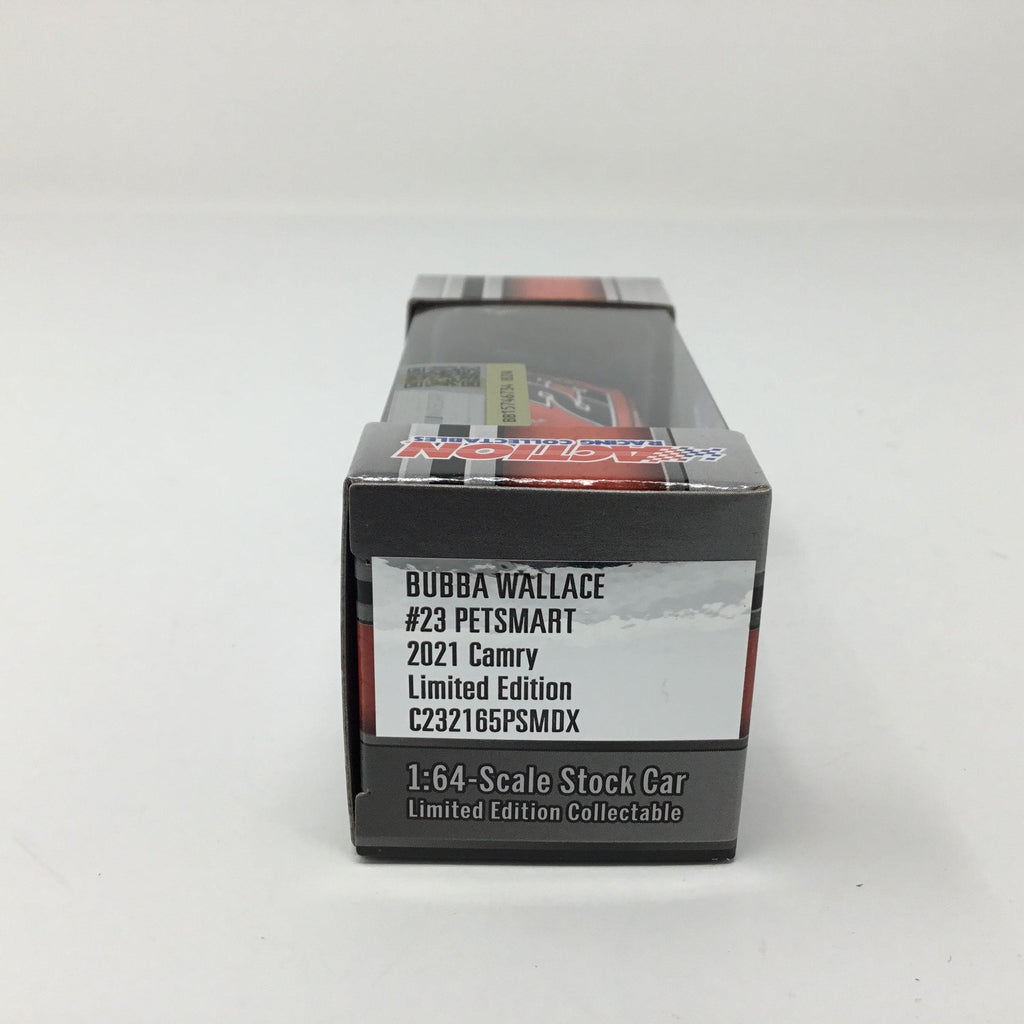 ACTION
RACING COLLECTABLES
BUBBA WALLACE
#23 PETSMART
2021 Camry
Limited Edition
C232165PSMDX
1:64-Scale Stock Car
Limited Edition Collectable